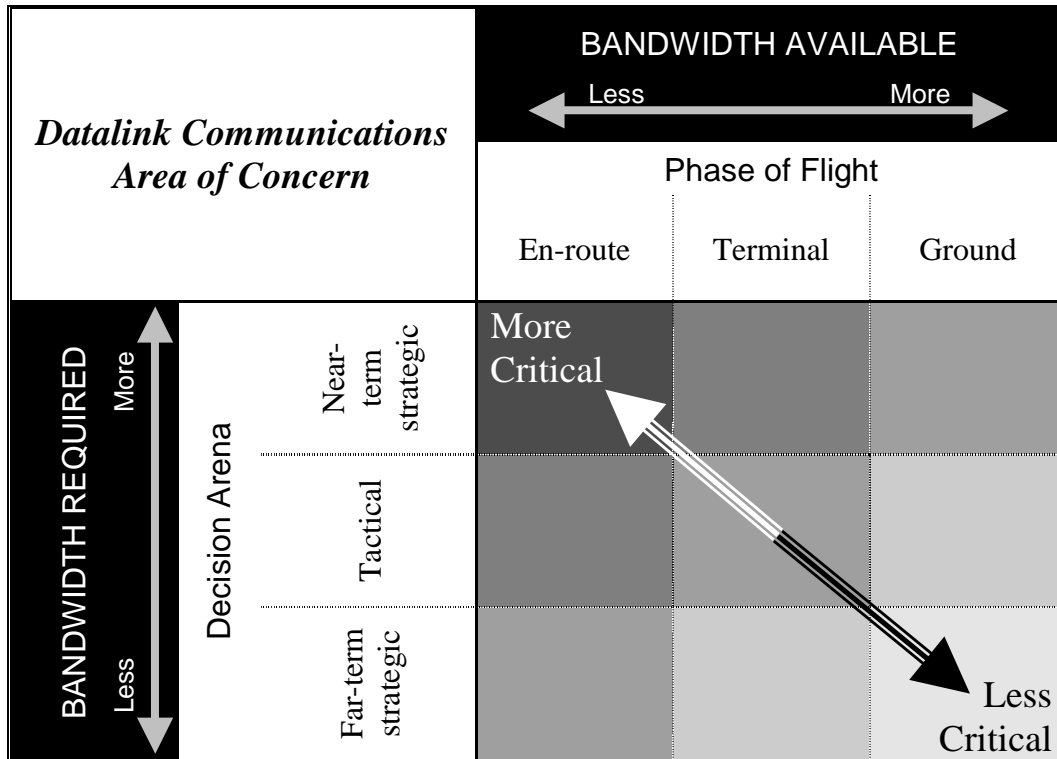 BANDWIDTH AVAILABLE
Less More
Datalink Communications
Area of Concern
Phase of Flight
En-route Terminal Ground
BANDWIDTH REQUIRED
More
Less
Decision Arena
Near-
term
strategic
Tactical
Far-term
strategic
More
Critical
Less
Critical